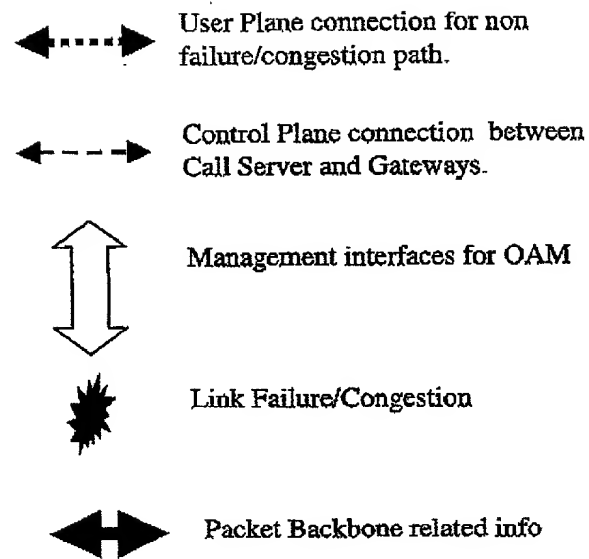 User Plane connection for non
failure/congestion path.
Control Plane connection between
Call Server and Gateways.
Management interfaces for OAM
Link Failure/Congestion
Packet Backbone related info